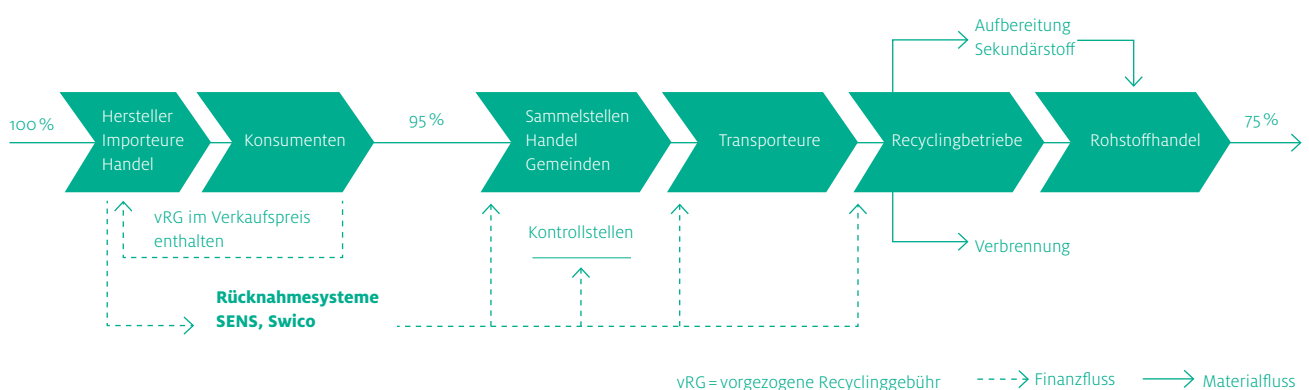 Aufbereitung
Sekundärstoff
100 %
Hersteller
Importeure
Handel
Konsumenten
95 %
Sammelstellen
Handel
Gemeinden
Transporteure
Recyclingbetriebe
Rohstoffhandel
75 %
vRG im Verkaufspreis
enthalten
Kontrollstellen
Verbrennung
Rücknahmesysteme
SENS, Swico
vRG = vorgezogene Recyclinggebühr
Finanzfluss
Materialfluss